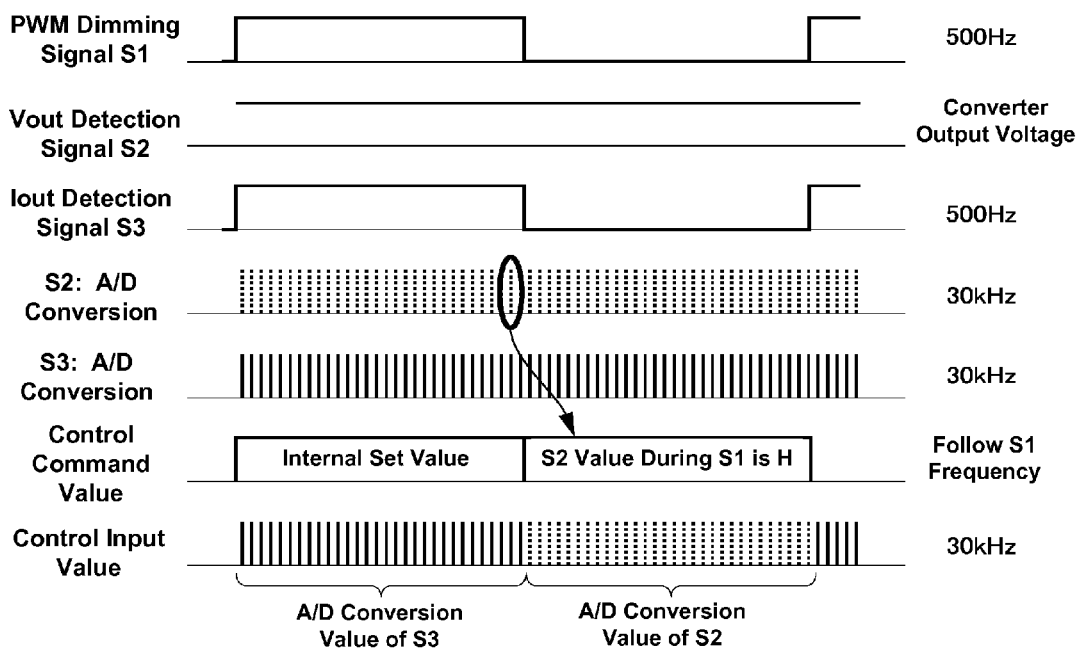 PWM Dimming
Signal S1
500Hz
Vout Detection
Signal S2
Converter
Output Voltage
Iout Detection
Signal S3
500Hz
S2: A/D
Conversion
30kHz
S3: A/D
Conversion
30kHz
Control
Command
Value
Internal Set Value
S2 Value During S1 is H
Follow S1
Frequency
Control Input
Value
30kHz
A/D Conversion
Value of S3
A/D Conversion
Value of S2